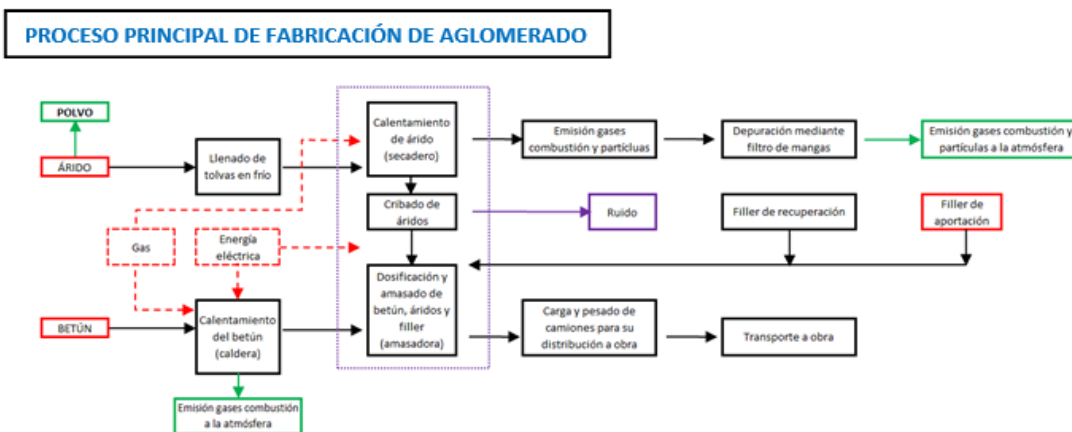 PROCESO PRINCIPAL DE FABRICACIÓN DE AGLOMERADO
POLVO
ÁRIDO
Llenado de
tolvas en frío
Calentamiento
de árido
(secadero)
Emisión gases
combustión y partícluas
Depuración mediante
filtro de mangas
Emisión gases combustión y
partículas a la atmósfera
Cribado de
áridos
Ruido
Filler de recuperación
Filler de
aportación
Gas
Energía
eléctrica
BETÚN
Calentamiento
del betún
(caldera)
Dosificación y
amasado de
betún, áridos y
filler
(amasadora)
Carga y pesado de
camiones para su
distribución a obra
Transporte a obra
Emisión gases combustión
a la atmósfera